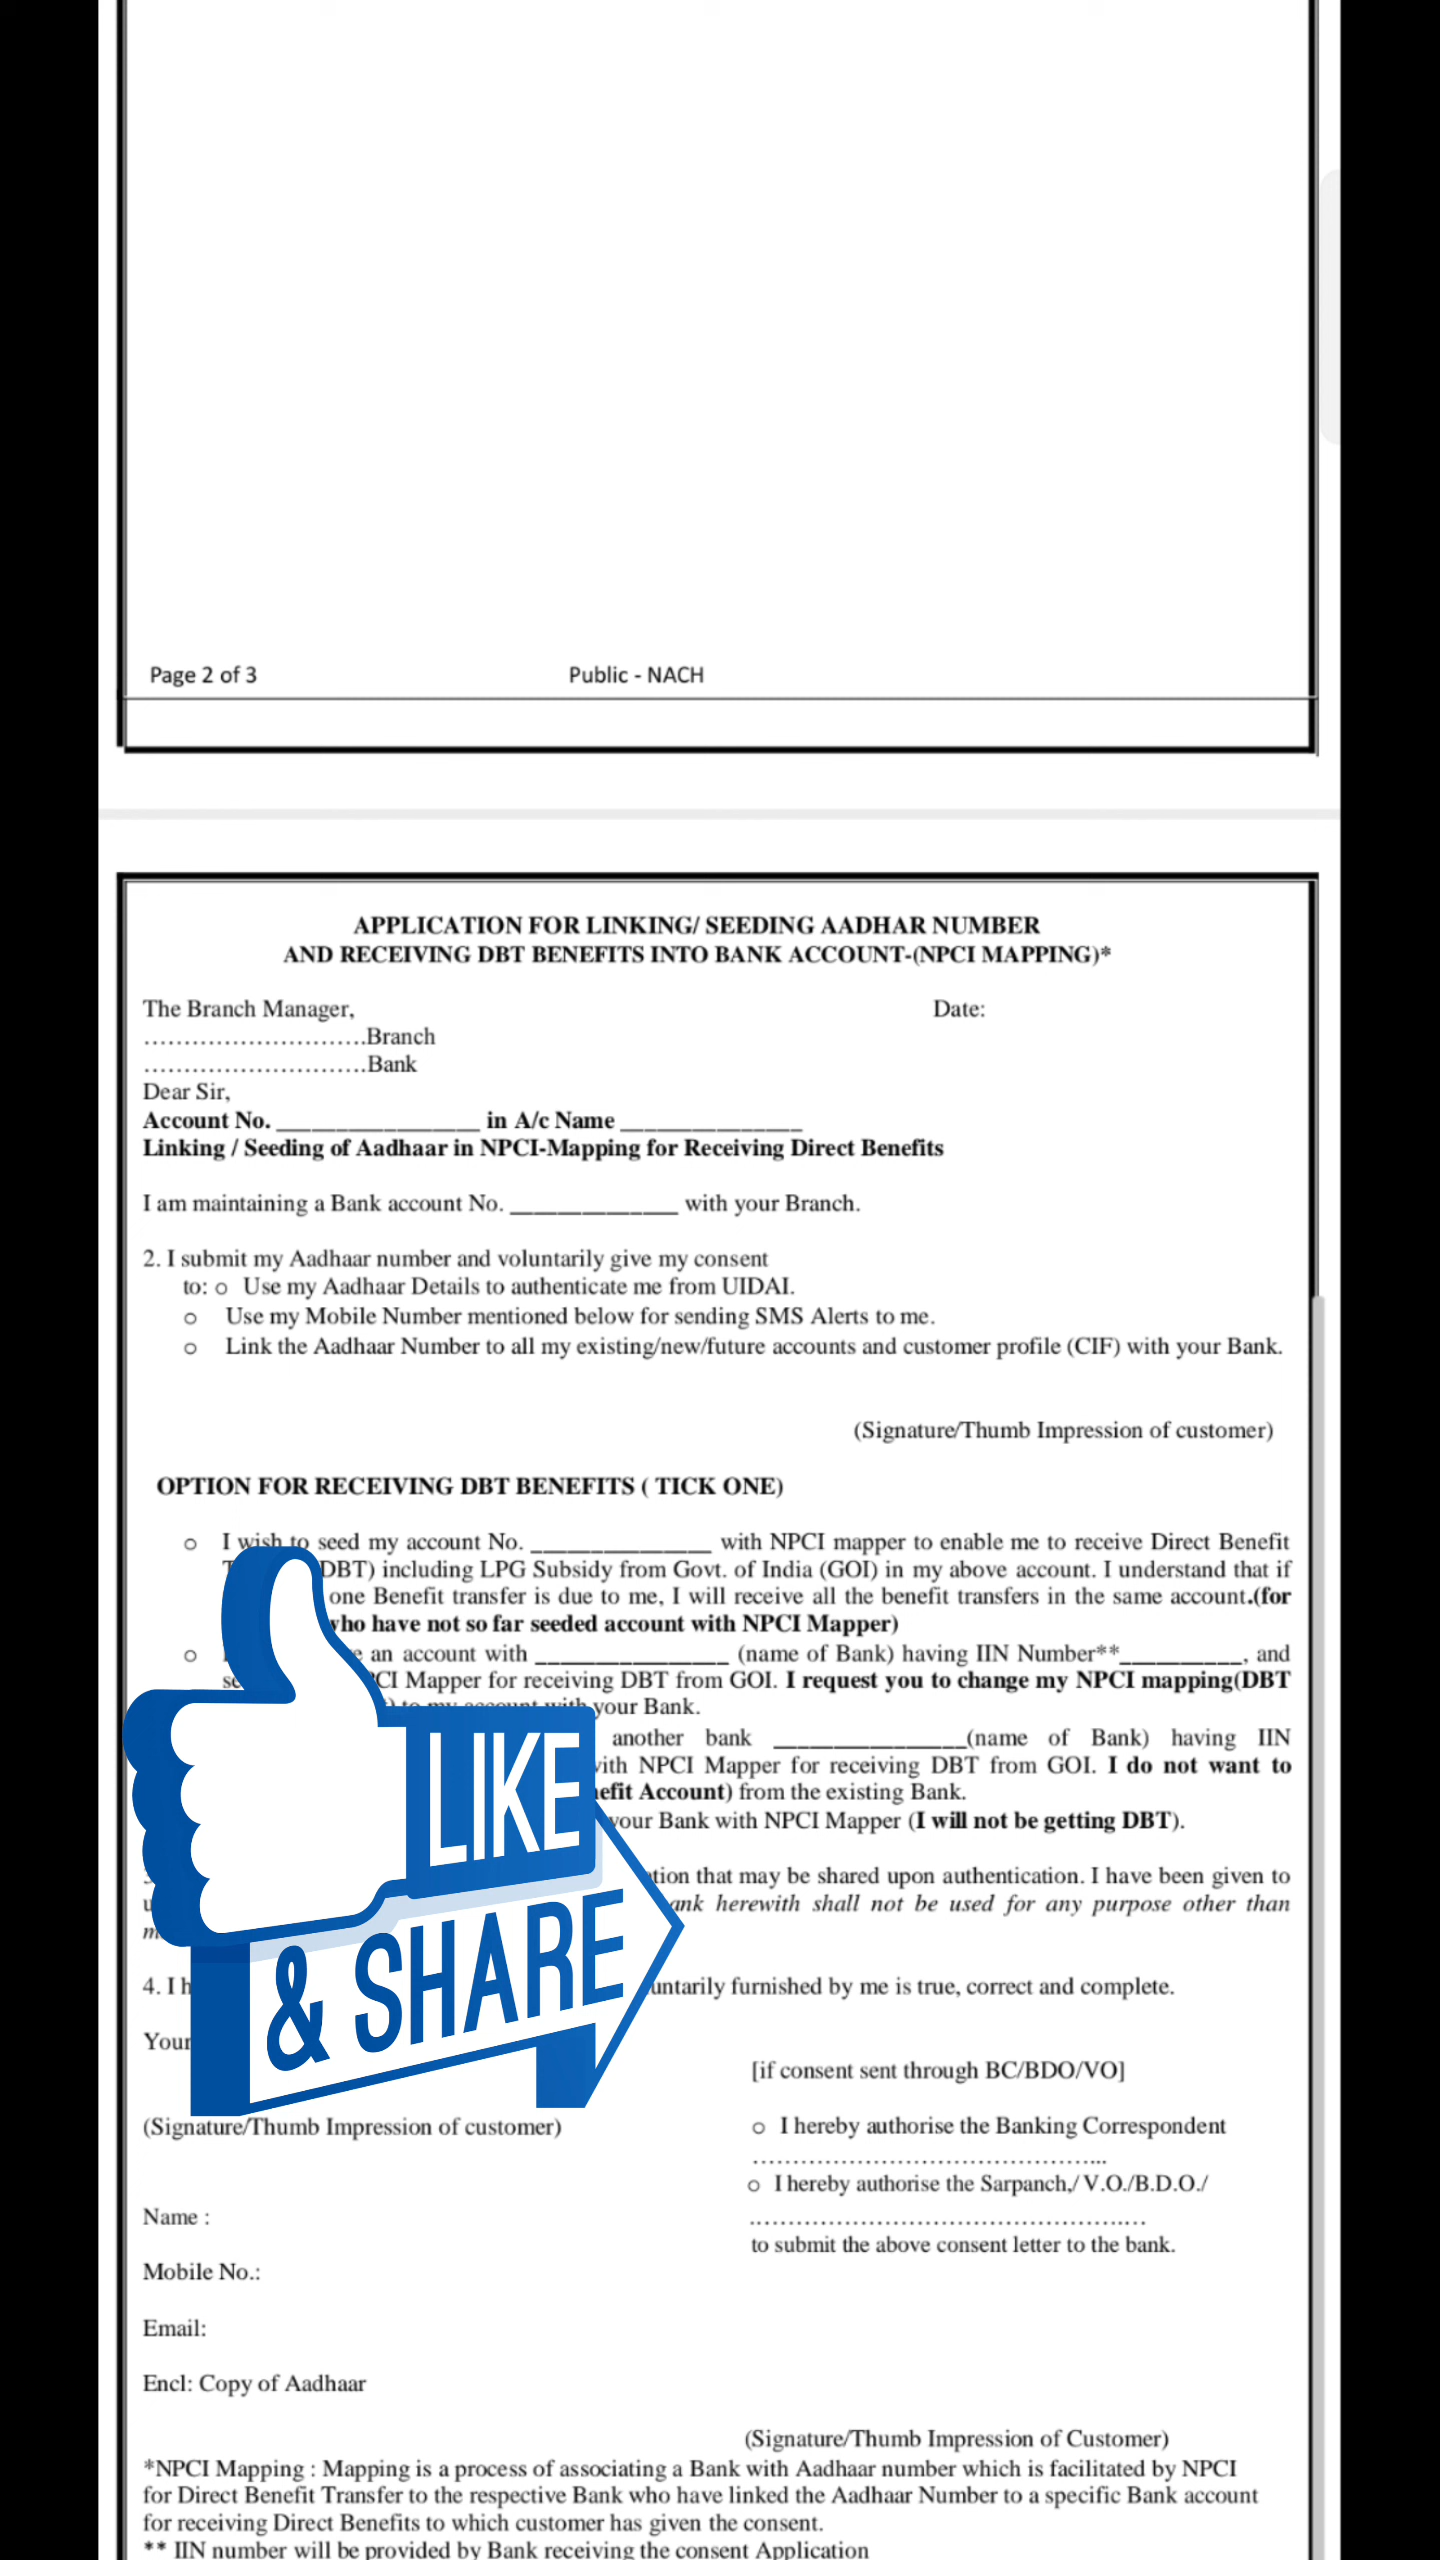 Page 2 of 3 Public - NACH
APPLICATION FOR LINKING/ SEEDING AADHAR NUMBER
AND RECEIVING DBT BENEFITS INTO BANK ACCOUNT-(NPCI MAPPING)*
The Branch Manager, Date:
............................Branch
............................Bank
Dear Sir,
Account No. _________________ in A/c Name _______________
Linking / Seeding of Aadhaar in NPCI-Mapping for Receiving Direct Benefits
I am maintaining a Bank account No. ______________ with your Branch.
2. I submit my Aadhaar number and voluntarily give my consent
to: o Use my Aadhaar Details to authenticate me from UIDAI.
o Use my Mobile Number mentioned below for sending SMS Alerts to me.
o Link the Aadhaar Number to all my existing/new/future accounts and customer profile (CIF) with your Bank.
(Signature/Thumb Impression of customer)
OPTION FOR RECEIVING DBT BENEFITS ( TICK ONE)
o I wish to seed my account No. _______________ with NPCI mapper to enable me to receive Direct Benefit
DBT) including LPG Subsidy from Govt. of India (GOI) in my above account. I understand that if
one Benefit transfer is due to me, I will receive all the benefit transfers in the same account.(for
who have not so far seeded account with NPCI Mapper)
o an account with ________________ (name of Bank) having IIN Number**__________, and
Mapper for receiving DBT from GOI. I request you to change my NPCI mapping(DBT
to my account with your Bank.
another bank ________________(name of Bank) having IIN
with NPCI Mapper for receiving DBT from GOI. I do not want to
Account) from the existing Bank.
your Bank with NPCI Mapper (I will not be getting DBT).
that may be shared upon authentication. I have been given to
herewith shall not be used for any purpose other than
4. I furnished by me is true, correct and complete.
LIKE
& SHARE
[if consent sent through BC/BDO/VO]
(Signature/Thumb Impression of customer) o I hereby authorise the Banking Correspondent
..........................................
o I hereby authorise the Sarpanch,/ V.O./B.D.O./
Name : ................................................
to submit the above consent letter to the bank.
Mobile No.:
Email:
Encl: Copy of Aadhaar
(Signature/Thumb Impression of Customer)
*NPCI Mapping : Mapping is a process of associating a Bank with Aadhaar number which is facilitated by NPCI
for Direct Benefit Transfer to the respective Bank who have linked the Aadhaar Number to a specific Bank account
for receiving Direct Benefits to which customer has given the consent.
** IIN number will be provided by Bank receiving the consent Application